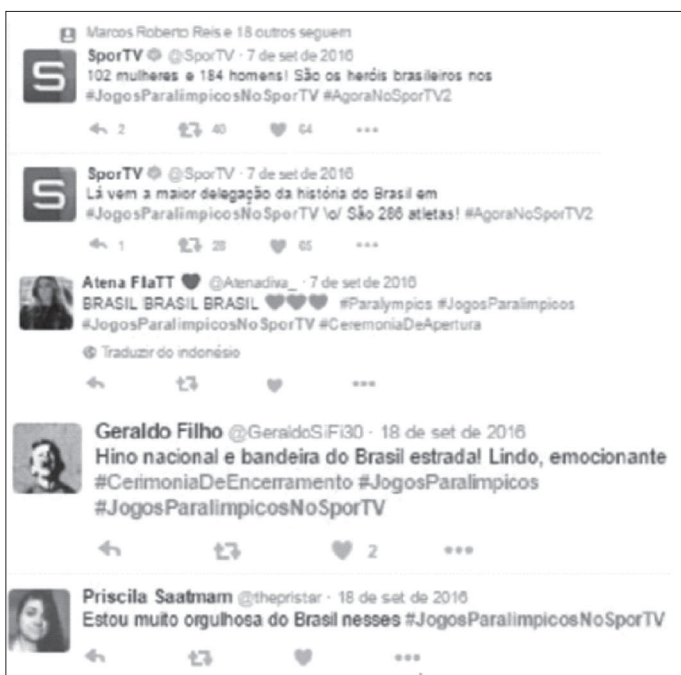 Marcos Roberto Reis e 18 outros seguem
SporTV @SporTV · 7 de set de 2016
102 mulheres e 184 homens! São os heróis brasileiros nos
#JogosParalimpicosNoSporTV #AgoraNoSporTV2
2 40 64
SporTV @SporTV · 7 de set de 2016
Lá vem a maior delegação da história do Brasil em
#JogosParalimpicosNoSporTV \o/ São 286 atletas! #AgoraNoSporTV2
1 28 65
Atena FllaTT @Atenadiva_ · 7 de set de 2016
BRASIL BRASIL BRASIL #Paralympics #JogosParalimpicos
#JogosParalimpicosNoSporTV #CeremoniaDeApertura
Traduzir do indonésio
Geraldo Filho @GeraldoSiFi30 · 18 de set de 2016
Hino nacional e bandeira do Brasil estrada! Lindo, emocionante
#CerimoniaDeEncerramento #JogosParalimpicos
#JogosParalimpicosNoSporTV
2
Priscila Saatmam @thepristar · 18 de set de 2016
Estou muito orgulhosa do Brasil nesses #JogosParalimpicosNoSporTV